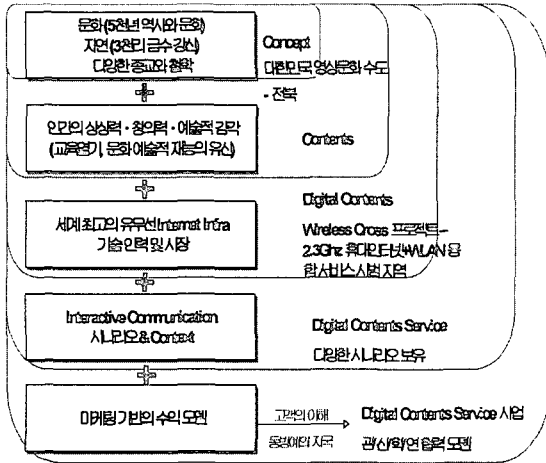 문화(5천년 역사와 문화)
자연(3천리 금수 강산)
다양한 종교와 철학
Concept
대한민국 영상문화 수도
- 전북
인간의 상상력·창의력·예술적 감각
(교육열기, 문화 예술적 재능의 유산)
Contents
세계 최고의 유무선 Internet Infra
기술 인력 및 시장
Digital Contents
Wireless Cross 프로젝트 –
2.3Ghz 휴대인터넷+WLAN 융
합서비스 시범 지역
Interactive Communication
시나리오 & Context
Digital Contents Service
다양한 시나리오 보유
마케팅 기반의 수익 모델
고객의 이해
동방예의지국
Digital Contents Service 사업
관/산/학/연 협력 모델